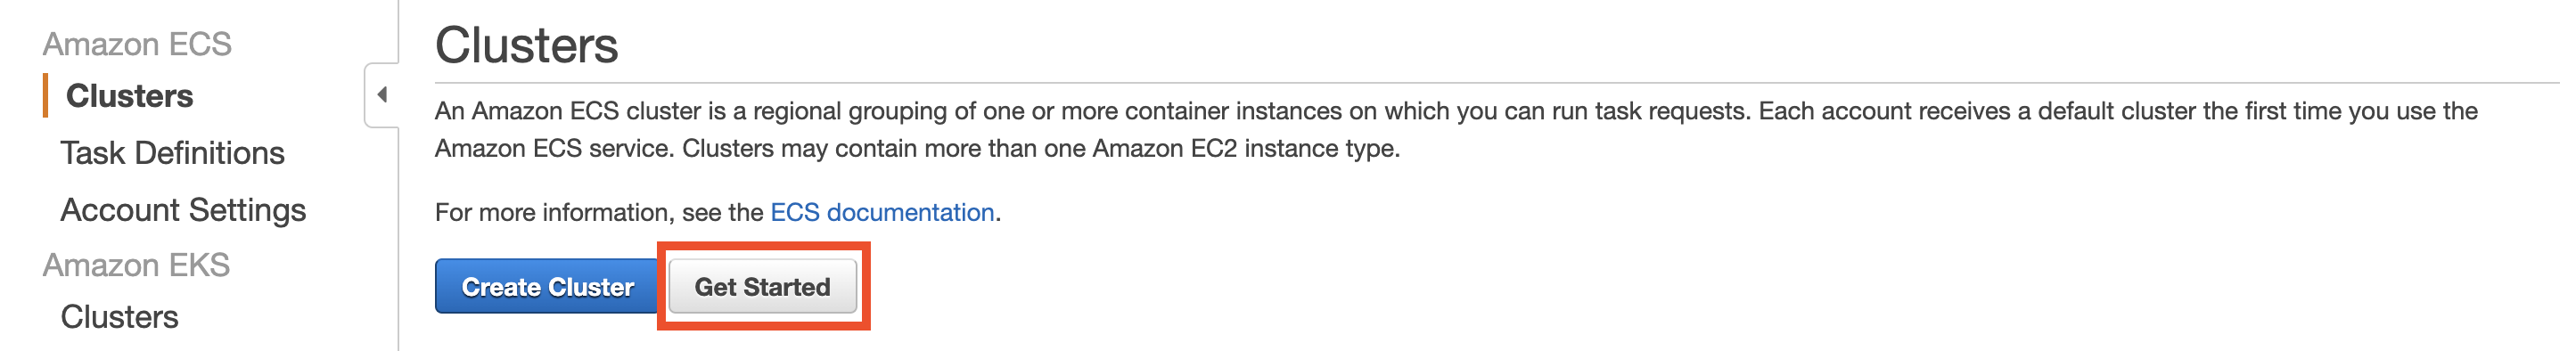 Amazon ECS
Clusters
Task Definitions
Account Settings
Amazon EKS
Clusters
Clusters
An Amazon ECS cluster is a regional grouping of one or more container instances on which you can run task requests. Each account receives a default cluster the first time you use the
Amazon ECS service. Clusters may contain more than one Amazon EC2 instance type.
For more information, see the ECS documentation.
Create Cluster
Get Started